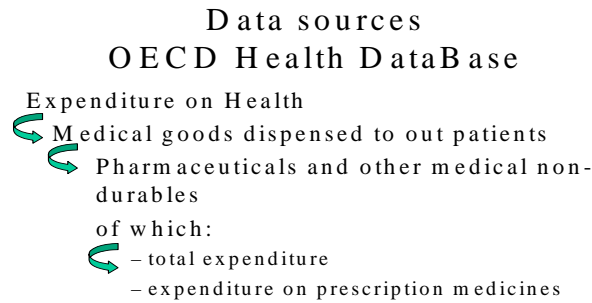 Data sources
OECD Health DataBase
Expenditure on Health
Medical goods dispensed to out patients
Pharmaceuticals and other medical non-
durables
of which:
– total expenditure
– expenditure on prescription medicines